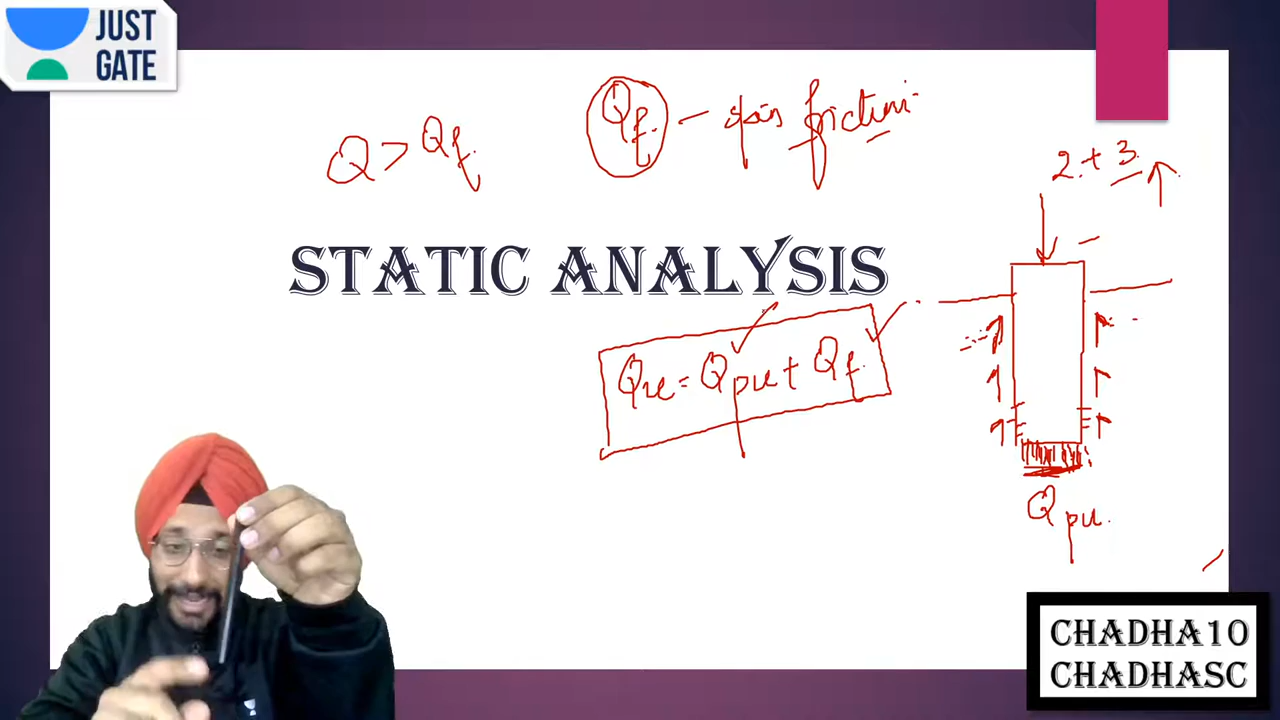 JUST
GATE
Q > Qf
Qf - skin friction
2 + 3
STATIC ANALYSIS
Qu = Qpu + Qf
Qpu
CHADHA10
CHADHASC